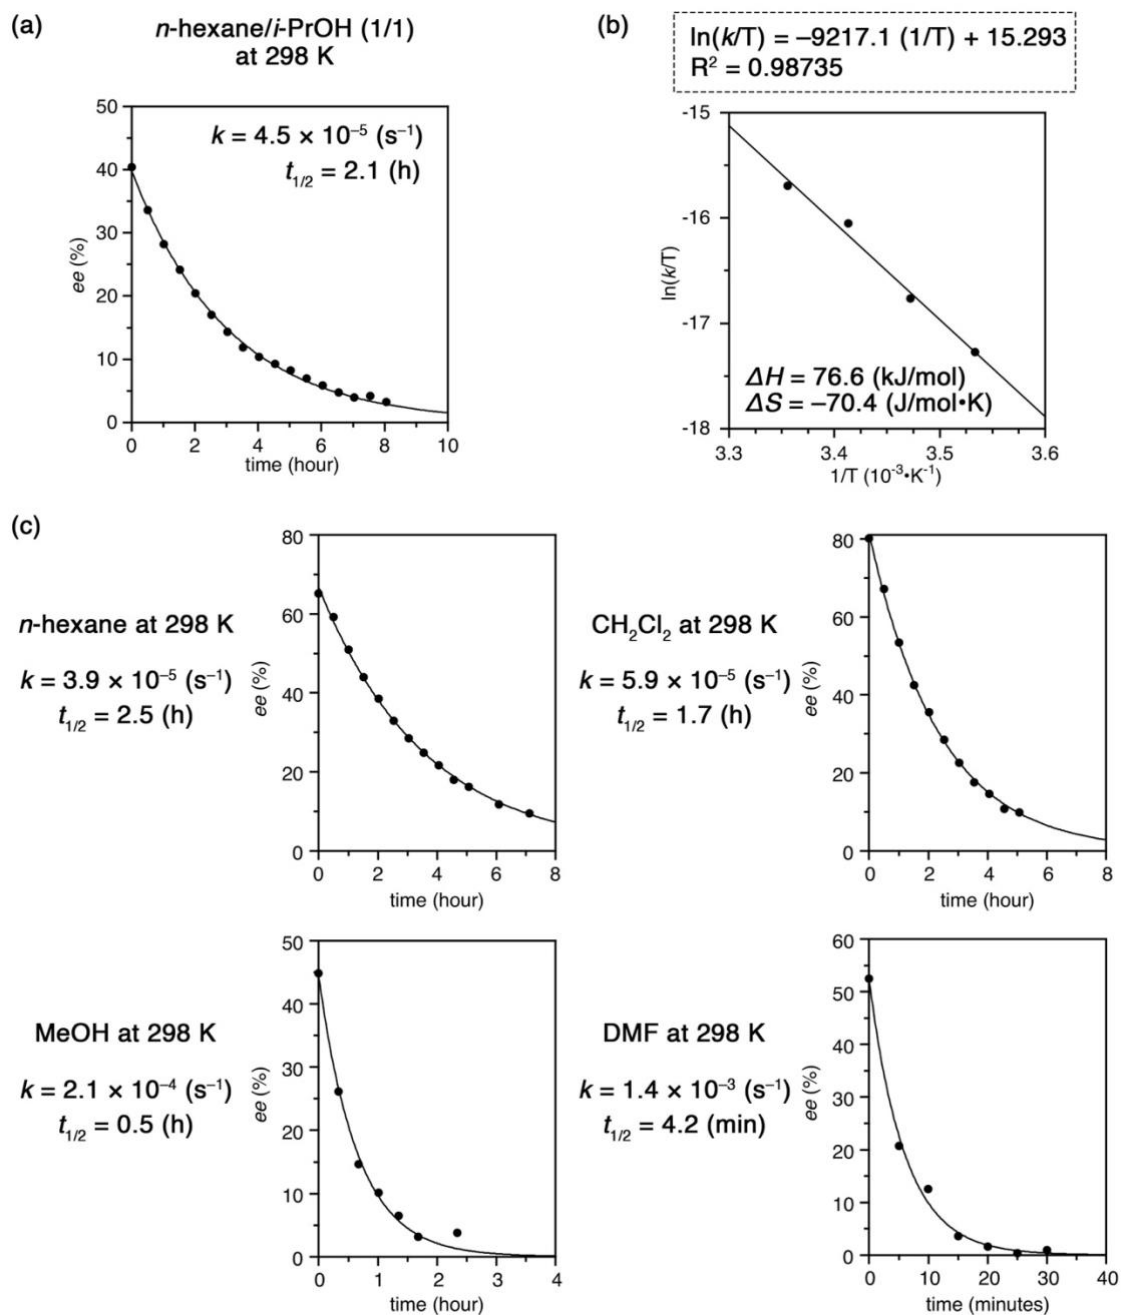 (a)
n-hexane/i-PrOH (1/1)
at 298 K
50
40
30
20
10
0
ee (%)
k = 4.5 × 10⁻⁵ (s⁻¹)
t₁/₂ = 2.1 (h)
0 2 4 6 8 10
time (hour)
(b)
ln(k/T) = –9217.1 (1/T) + 15.293
R² = 0.98735
-15
-16
-17
-18
ln(k/T)
ΔH = 76.6 (kJ/mol)
ΔS = –70.4 (J/mol•K)
3.3 3.4 3.5 3.6
1/T (10⁻³•K⁻¹)
(c)
n-hexane at 298 K
k = 3.9 × 10⁻⁵ (s⁻¹)
t₁/₂ = 2.5 (h)
80
60
40
20
0
ee (%)
0 2 4 6 8
time (hour)
CH₂Cl₂ at 298 K
k = 5.9 × 10⁻⁵ (s⁻¹)
t₁/₂ = 1.7 (h)
80
60
40
20
0
ee (%)
0 2 4 6 8
time (hour)
MeOH at 298 K
k = 2.1 × 10⁻⁴ (s⁻¹)
t₁/₂ = 0.5 (h)
50
40
30
20
10
0
ee (%)
0 1 2 3 4
time (hour)
DMF at 298 K
k = 1.4 × 10⁻³ (s⁻¹)
t₁/₂ = 4.2 (min)
60
50
40
30
20
10
0
ee (%)
0 10 20 30 40
time (minutes)